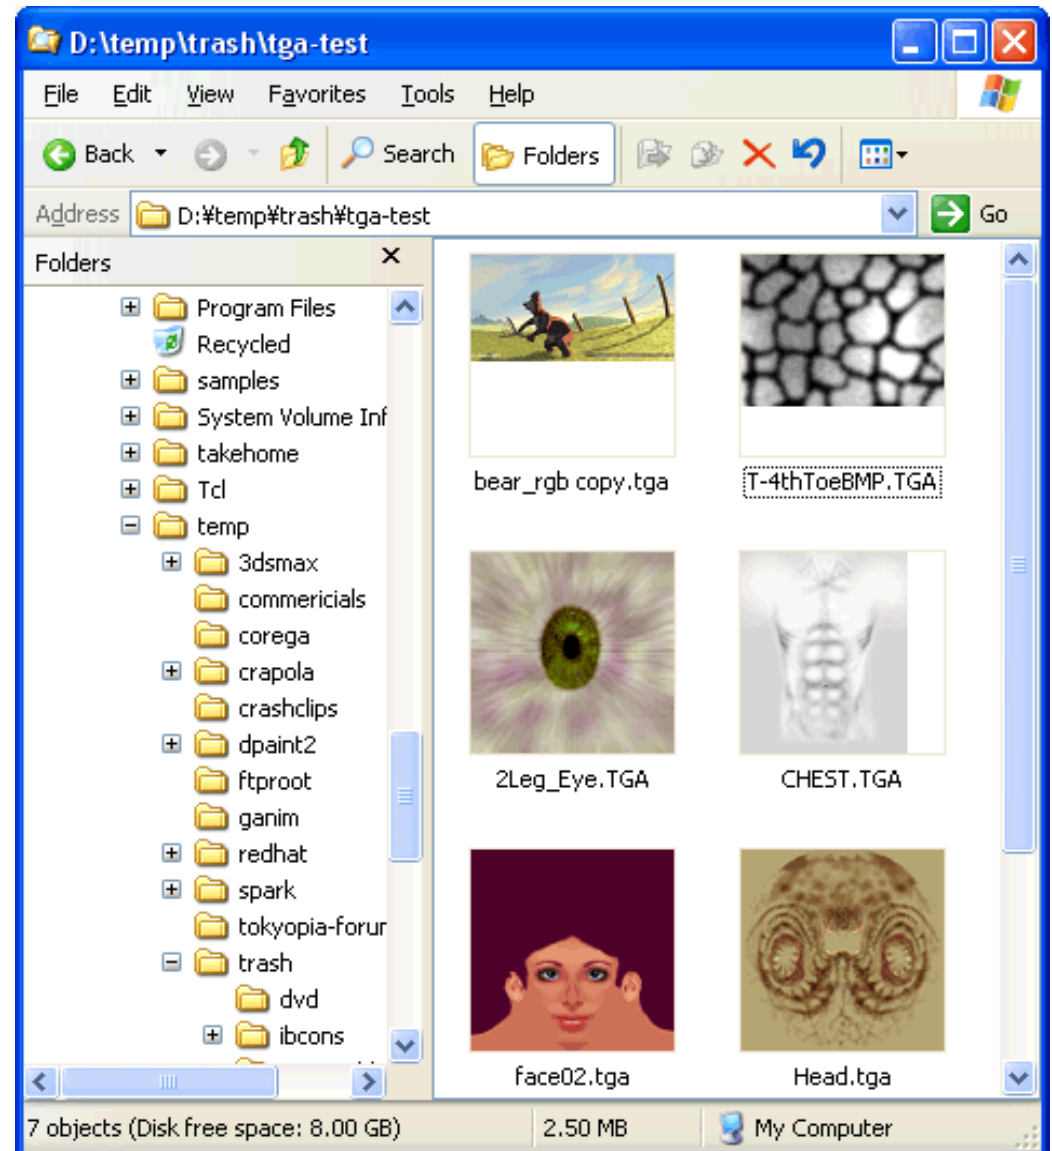 D:\temp\trash\tga-test
File Edit View Favorites Tools Help
Back Search Folders
Address D:¥temp¥trash¥tga-test Go
Folders
Program Files
Recycled
samples
System Volume Inf
takehome
Tcl
temp
3dsmax
commericials
corega
crapola
crashclips
dpaint2
ftproot
ganim
redhat
spark
tokyopia-forur
trash
dvd
ibcons
bear_rgb copy.tga T-4thToeBMP.TGA
2Leg_Eye.TGA CHEST.TGA
face02.tga Head.tga
7 objects (Disk free space: 8.00 GB) 2.50 MB My Computer